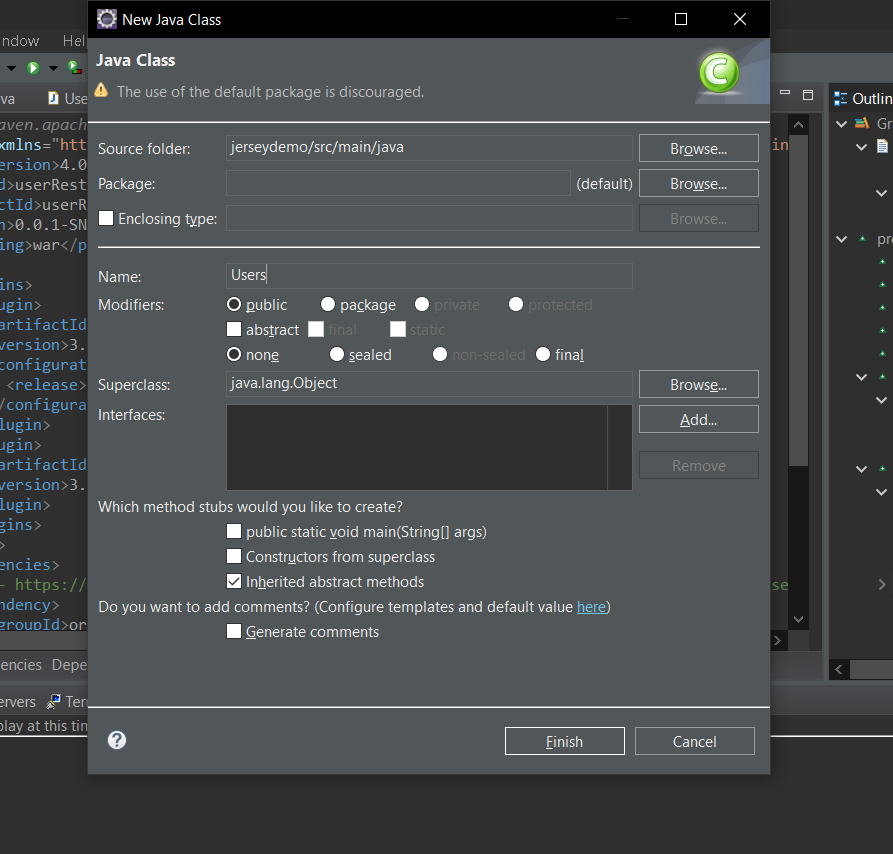 New Java Class
ndow Help
Java Class
The use of the default package is discouraged.
va Use
Outlin
aven.apach
Gr
xmlns="htt in
Source folder: jerseydemo/src/main/java Browse...
ersion>4.0
d>userRest
Package: (default) Browse...
ctId>userR
n>0.0.1-SN
Enclosing type: Browse...
ing>war</p
pr
Name: Users
ins>
ugin>
Modifiers: public package private protected
artifactId
abstract final static
version>3.
none sealed non-sealed final
configurat
<release>
Superclass: java.lang.Object Browse...
/configura
Interfaces: Add...
lugin>
ugin>
artifactId
Remove
version>3.
lugin>
Which method stubs would you like to create?
gins>
public static void main(String[] args)
>
Constructors from superclass
encies>
Inherited abstract methods
- https:// se
ndency>
Do you want to add comments? (Configure templates and default value here)
groupId>or
Generate comments
encies Depe
ervers Ter
play at this tim
? Finish Cancel